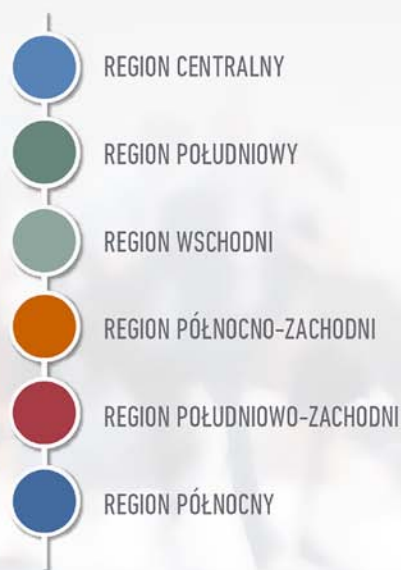 REGION CENTRALNY
REGION POŁUDNIOWY
REGION WSCHODNI
REGION PÓŁNOCNO-ZACHODNI
REGION POŁUDNIOWO-ZACHODNI
REGION PÓŁNOCNY